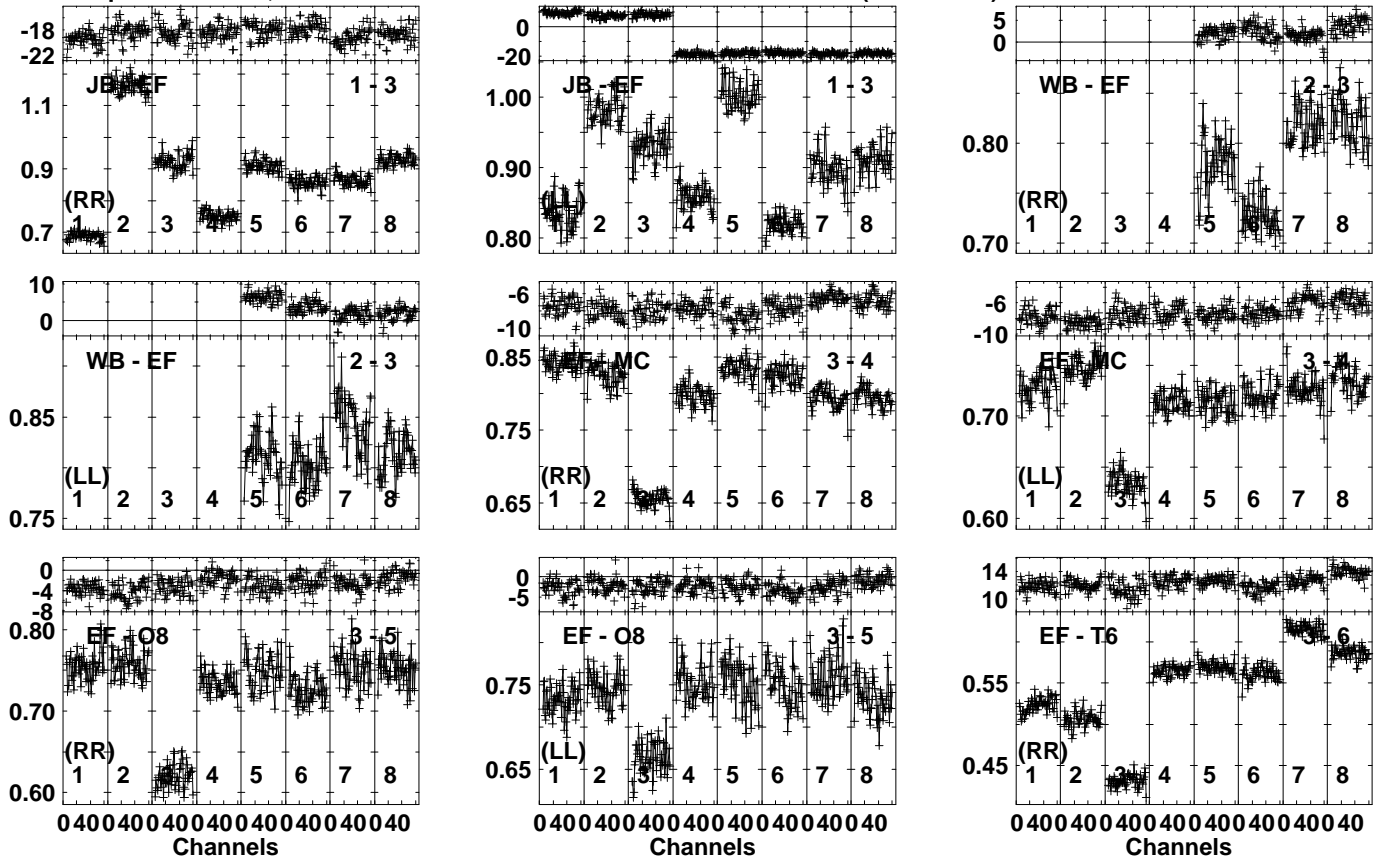 -18
-22
JB - EF 1 - 3
1.1
0.9
0.7
(RR)
1 2 3 4 5 6 7 8
0
-20
JB - EF 1 - 3
1.00
0.90
0.80
(LL)
1 2 3 4 5 6 7 8
5
0
WB - EF 2 - 3
0.80
0.70
(RR)
1 2 3 4 5 6 7 8
10
0
WB - EF 2 - 3
0.85
0.75
(LL)
1 2 3 4 5 6 7 8
-6
-10
EF - MC 3 - 4
0.85
0.75
0.65
(RR)
1 2 3 4 5 6 7 8
-6
-10
EF - MC 3 - 4
0.70
0.60
(LL)
1 2 3 4 5 6 7 8
0
-4
-8
EF - O8 3 - 5
0.80
0.70
0.60
(RR)
1 2 3 4 5 6 7 8
0 40 0 40 0 40 0 40 0 40 0 40 0 40 0 40
Channels
0
-5
EF - O8 3 - 5
0.75
0.65
(LL)
1 2 3 4 5 6 7 8
0 40 0 40 0 40 0 40 0 40 0 40 0 40 0 40
Channels
14
10
EF - T6 3 - 6
0.55
0.45
(RR)
1 2 3 4 5 6 7 8
0 40 0 40 0 40 0 40 0 40 0 40 0 40 0 40
Channels